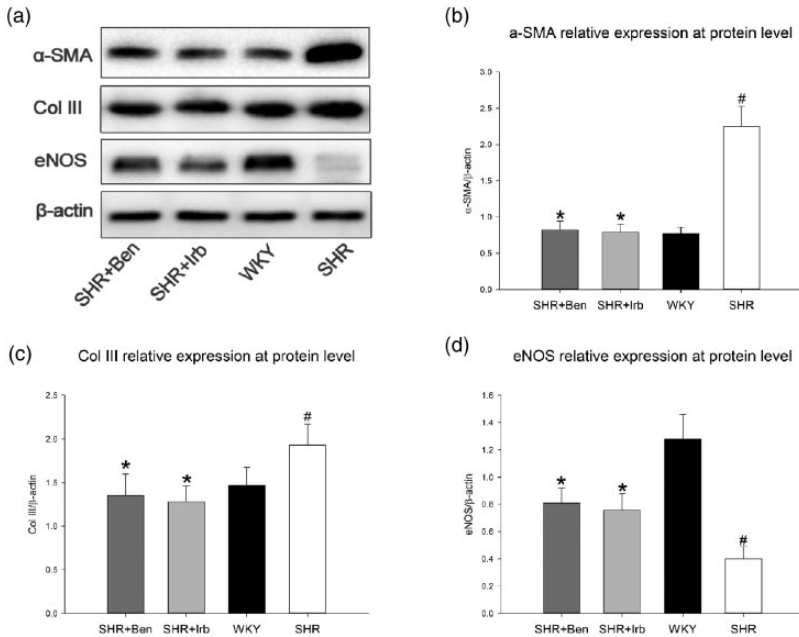 (a)
α-SMA
Col III
eNOS
β-actin
SHR+Ben
SHR+Irb
WKY
SHR
(b)
a-SMA relative expression at protein level
α-SMA/β-actin
3.0
2.5
2.0
1.5
1.0
0.5
0.0
*
*
#
SHR+Ben SHR+Irb WKY SHR
(c)
Col III relative expression at protein level
Col III/β-actin
2.5
2.0
1.5
1.0
0.5
0.0
*
*
#
SHR+Ben SHR+Irb WKY SHR
(d)
eNOS relative expression at protein level
eNOS/β-actin
1.6
1.4
1.2
1.0
0.8
0.6
0.4
0.2
0.0
*
*
#
SHR+Ben SHR+Irb WKY SHR